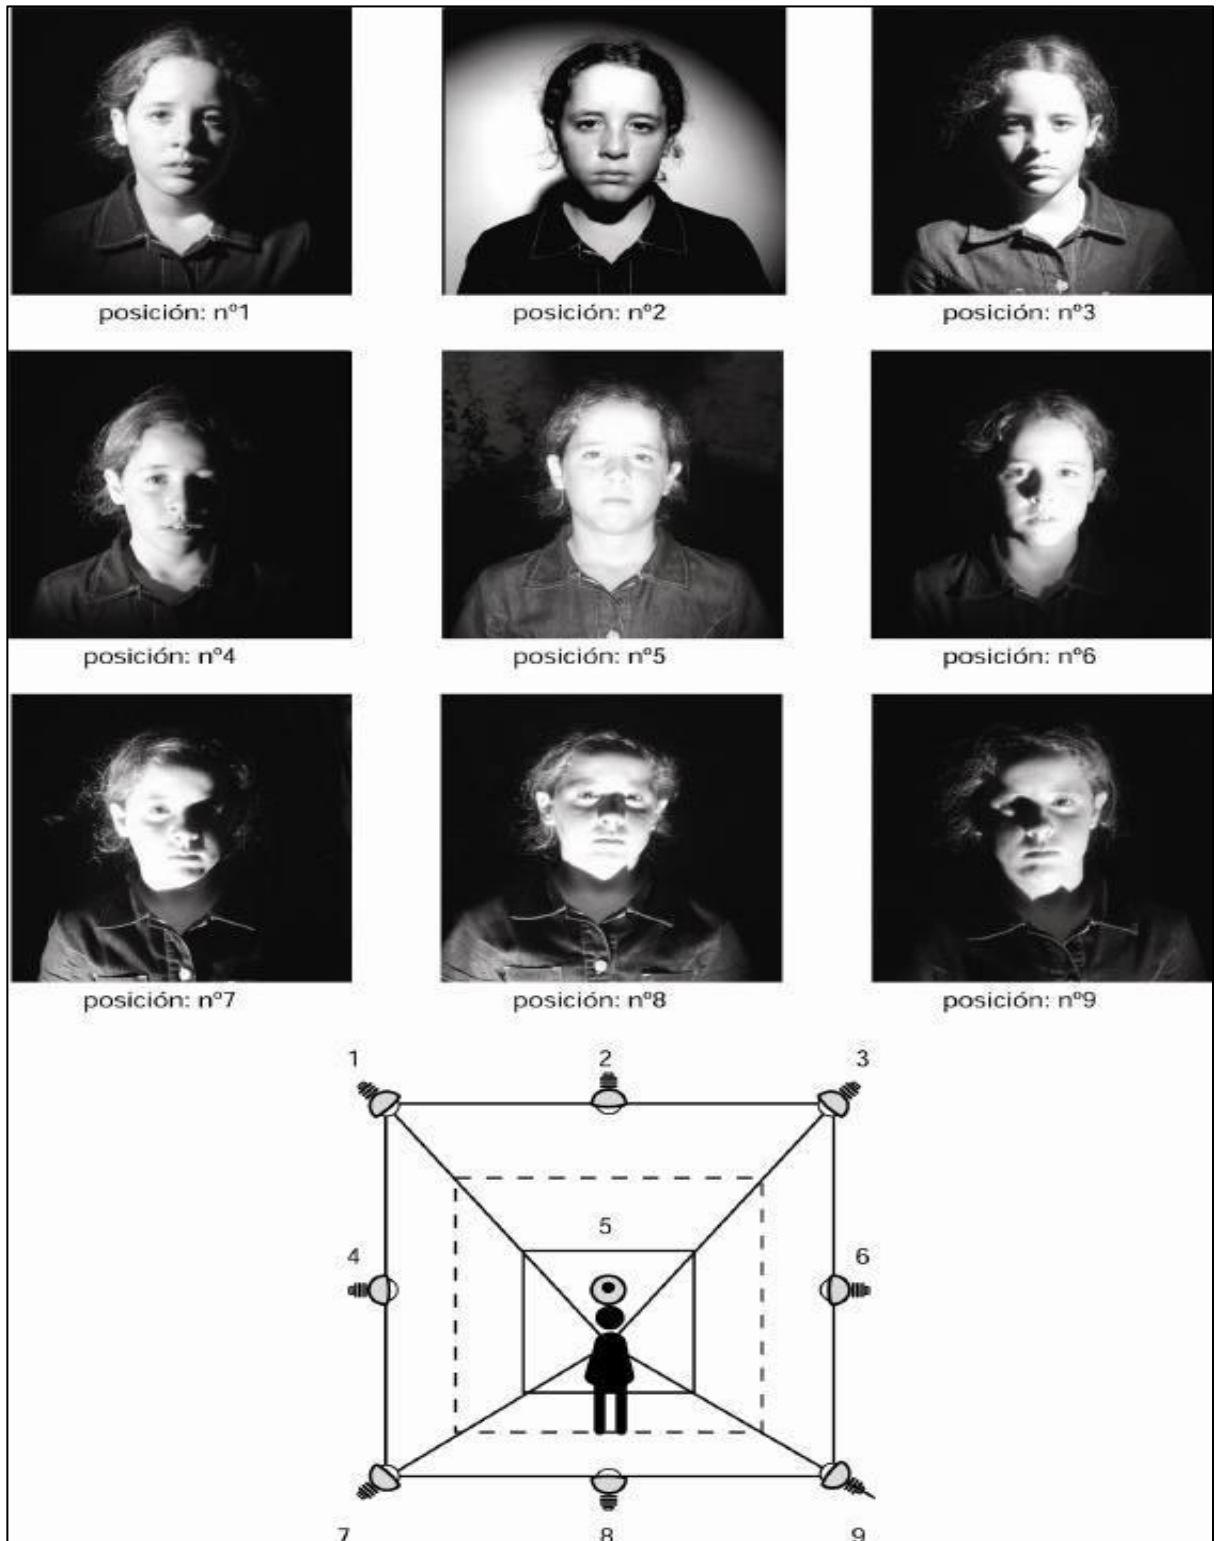 posición: nº1 posición: nº2 posición: nº3
posición: nº4 posición: nº5 posición: nº6
posición: nº7 posición: nº8 posición: nº9
1 2 3
5
4 6
7 8 9